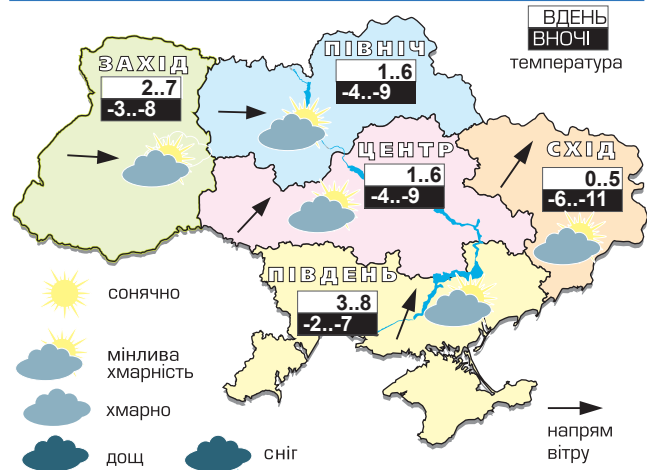 ВДЕНЬ
ВНОЧІ
температура
ЗАХІД
2..7
-3..-8
ПІВНІЧ
1..6
-4..-9
ЦЕНТР
1..6
-4..-9
СХІД
0..5
-6..-11
ПІВДЕНЬ
3..8
-2..-7
сонячно
мінлива
хмарність
хмарно
дощ
сніг
напрям
вітру